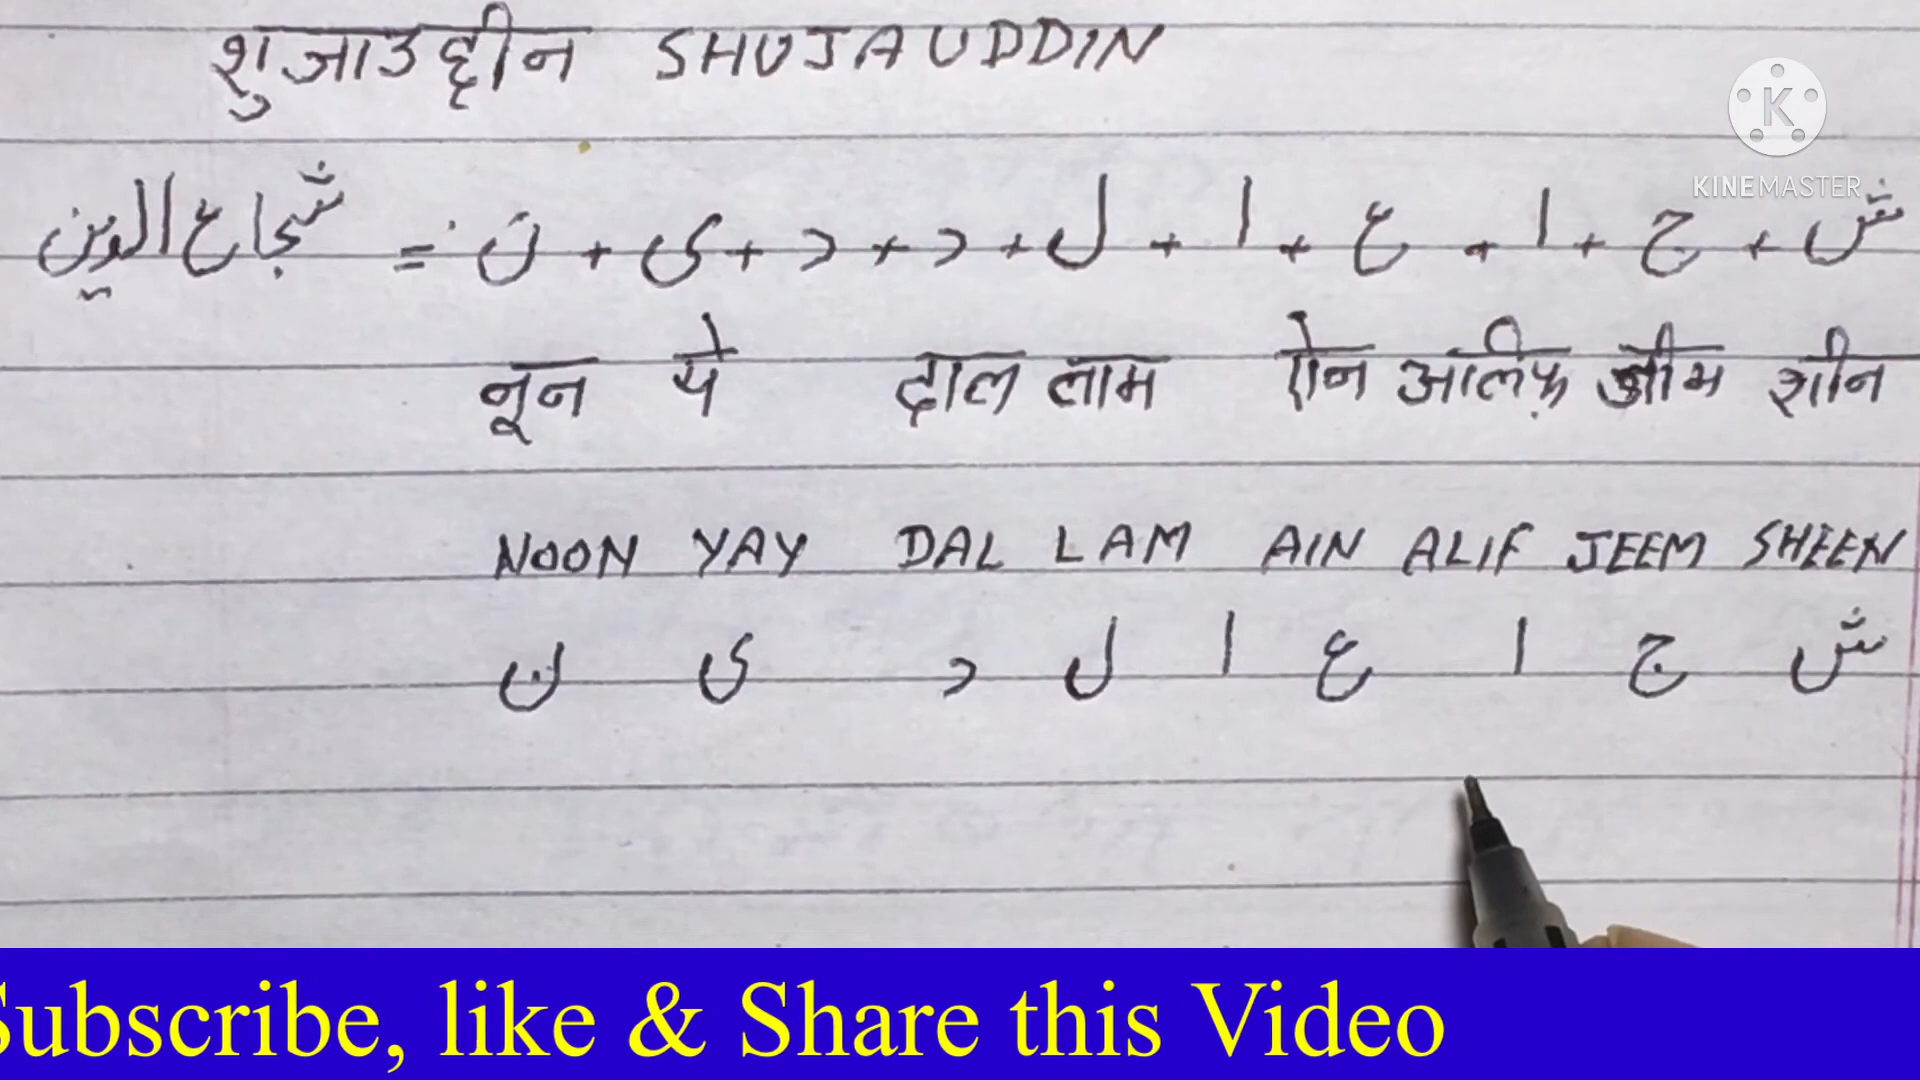 शुजाउद्दीन SHUJAUDDIN
KINEMASTER
ش + ج + ا + ع + ا + ل + د + د + ی + ن = شجاع الدین
नून ये दाल लाम ऐन अलिफ़ जीम शीन
NOON YAY DAL LAM AIN ALIF JEEM SHEEN
ش ج ا ع ا ل د ی ن
Subscribe, like & Share this Video